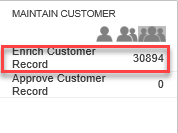 MAINTAIN CUSTOMER
Enrich Customer
Record
30894
Approve Customer
Record
0